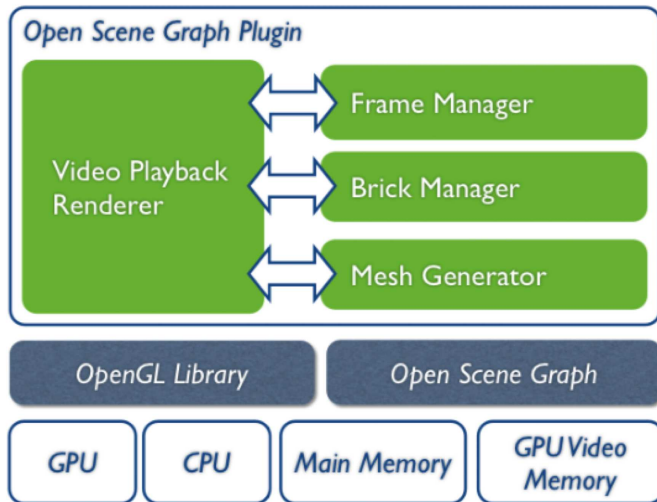 Open Scene Graph Plugin
Video Playback
Renderer
Frame Manager
Brick Manager
Mesh Generator
OpenGL Library
Open Scene Graph
GPU
CPU
Main Memory
GPU Video
Memory